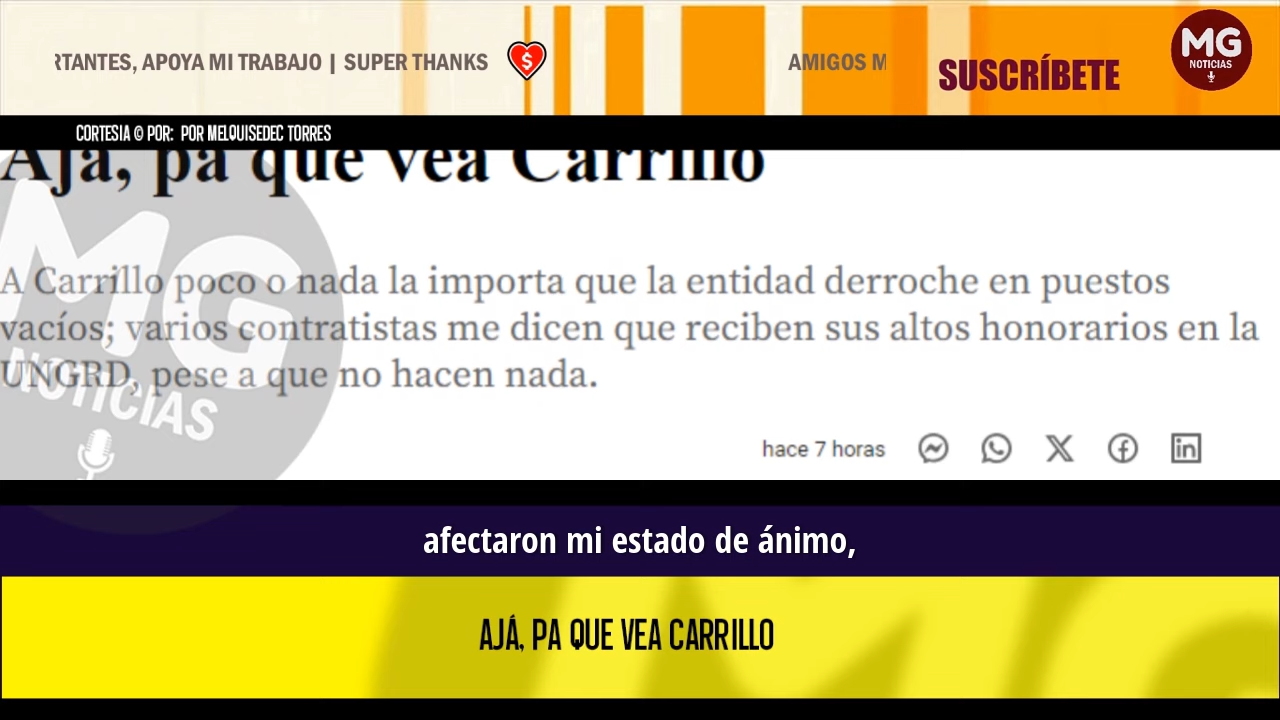 RTANTES, APOYA MI TRABAJO | SUPER THANKS
AMIGOS M
SUSCRÍBETE
MG
NOTICIAS
CORTESIA © POR: POR MELQUISEDEC TORRES
Ajá, pa que vea Carrillo
A Carrillo poco o nada la importa que la entidad derroche en puestos
vacíos; varios contratistas me dicen que reciben sus altos honorarios en la
UNGRD, pese a que no hacen nada.
MG
NOTICIAS
hace 7 horas
afectaron mi estado de ánimo,
AJÁ, PA QUE VEA CARRILLO